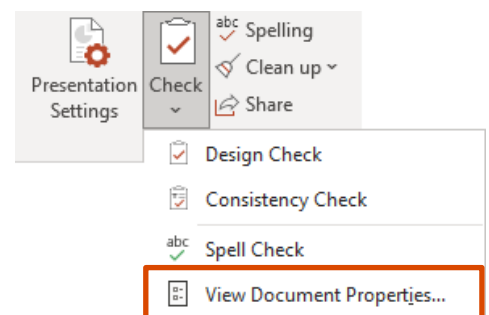 Presentation
Settings
Check
abc Spelling
Clean up
Share
Design Check
Consistency Check
abc Spell Check
View Document Properties...